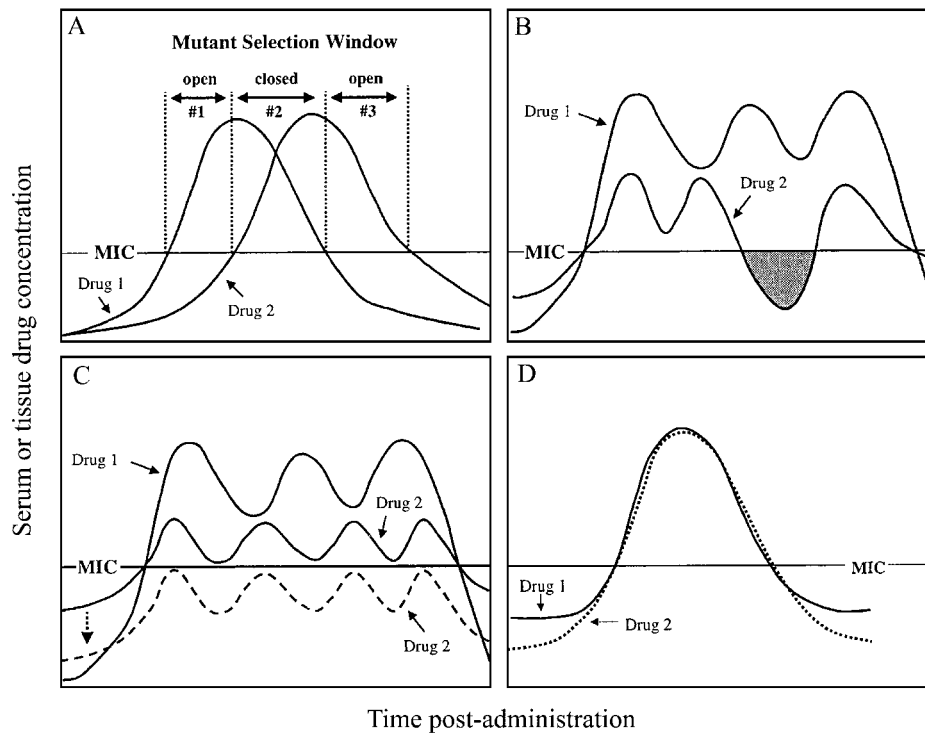 Serum or tissue drug concentration
A
Mutant Selection Window
open closed open
#1 #2 #3
MIC
Drug 1
Drug 2
B
Drug 1
Drug 2
MIC
C
Drug 1
Drug 2
MIC
Drug 2
D
MIC
Drug 1
Drug 2
Time post-administration